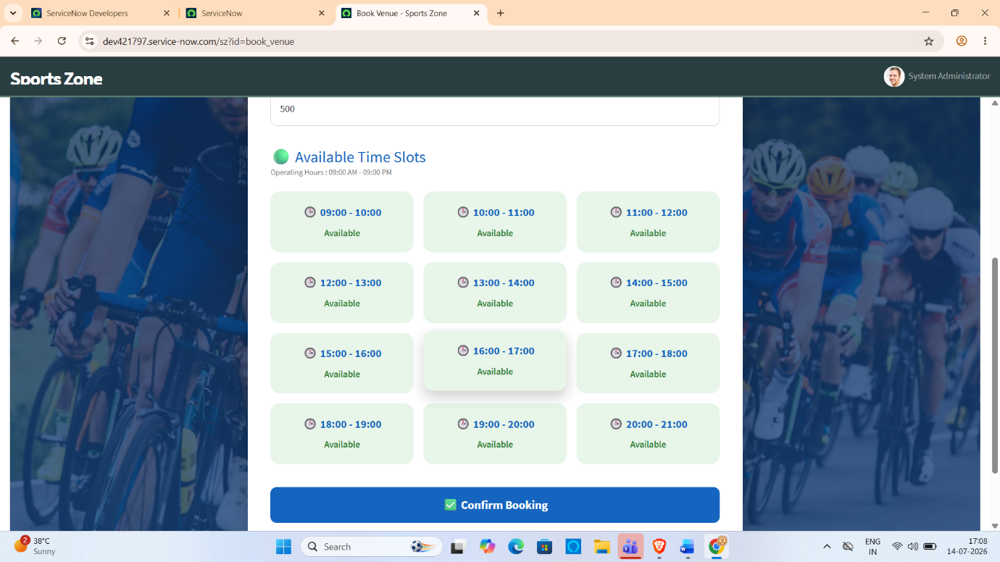 ServiceNow Developers
ServiceNow
Book Venue - Sports Zone
dev421797.service-now.com/sz?id=book_venue
Sports Zone
System Administrator
500
Available Time Slots
Operating Hours : 09:00 AM - 09:00 PM
09:00 - 10:00
Available
10:00 - 11:00
Available
11:00 - 12:00
Available
12:00 - 13:00
Available
13:00 - 14:00
Available
14:00 - 15:00
Available
15:00 - 16:00
Available
16:00 - 17:00
Available
17:00 - 18:00
Available
18:00 - 19:00
Available
19:00 - 20:00
Available
20:00 - 21:00
Available
Confirm Booking
2
38°C
Sunny
Search
ENG
IN
17:08
14-07-2026